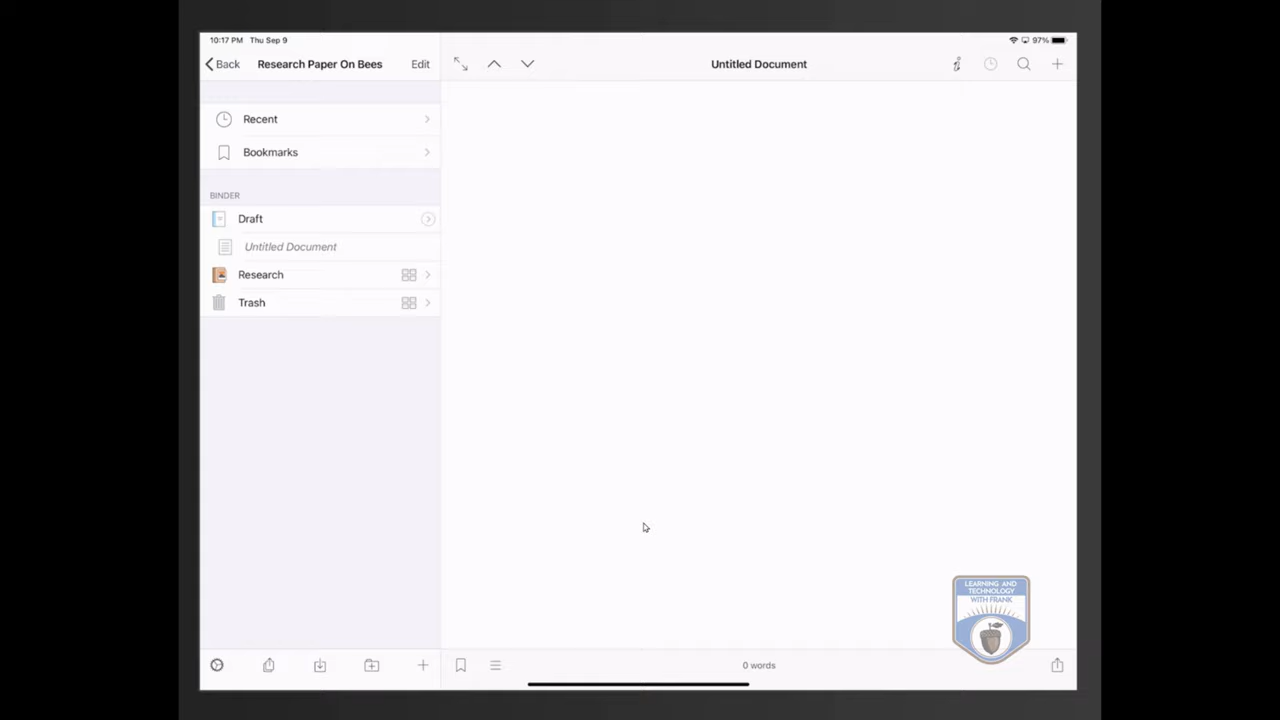 10:17 PM Thu Sep 9
97%
Back
Research Paper On Bees
Edit
Untitled Document
Recent
Bookmarks
BINDER
Draft
Untitled Document
Research
Trash
0 words
LEARNING AND
TECHNOLOGY
WITH FRANK